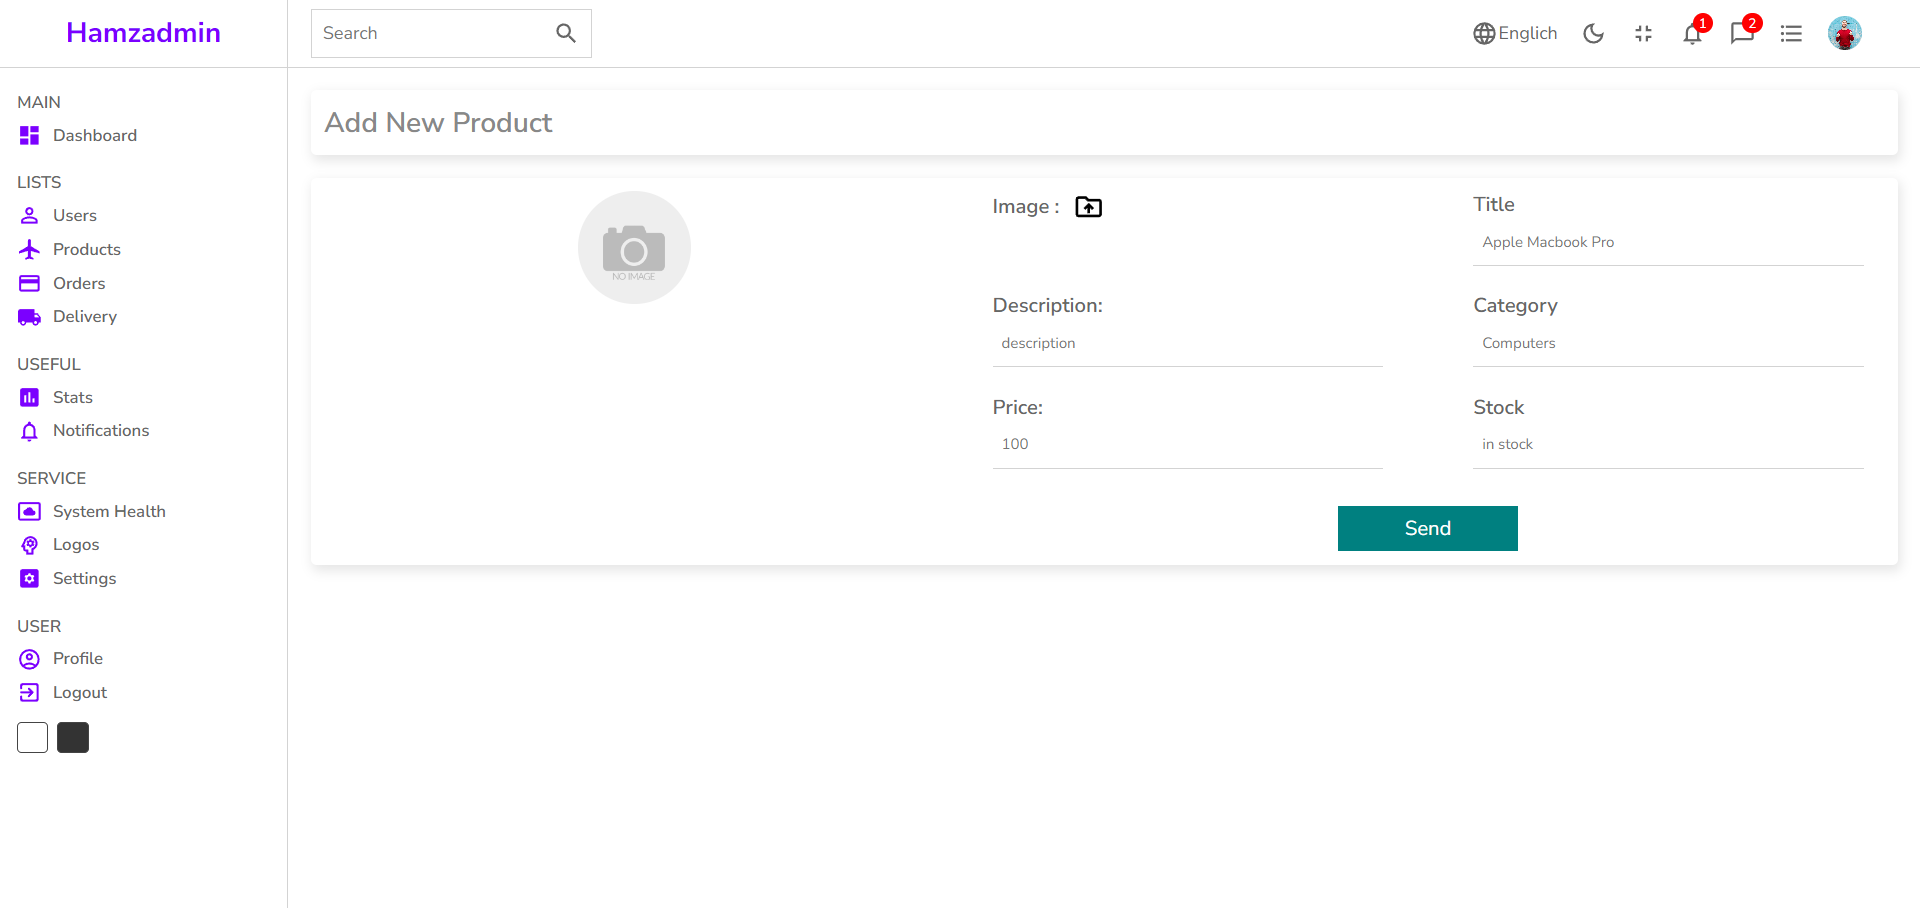 Hamzadmin
Search
Englich
1
2
MAIN
Dashboard
LISTS
Users
Products
Orders
Delivery
USEFUL
Stats
Notifications
SERVICE
System Health
Logos
Settings
USER
Profile
Logout
Add New Product
NO IMAGE
Image :
Title
Apple Macbook Pro
Description:
description
Category
Computers
Price:
100
Stock
in stock
Send